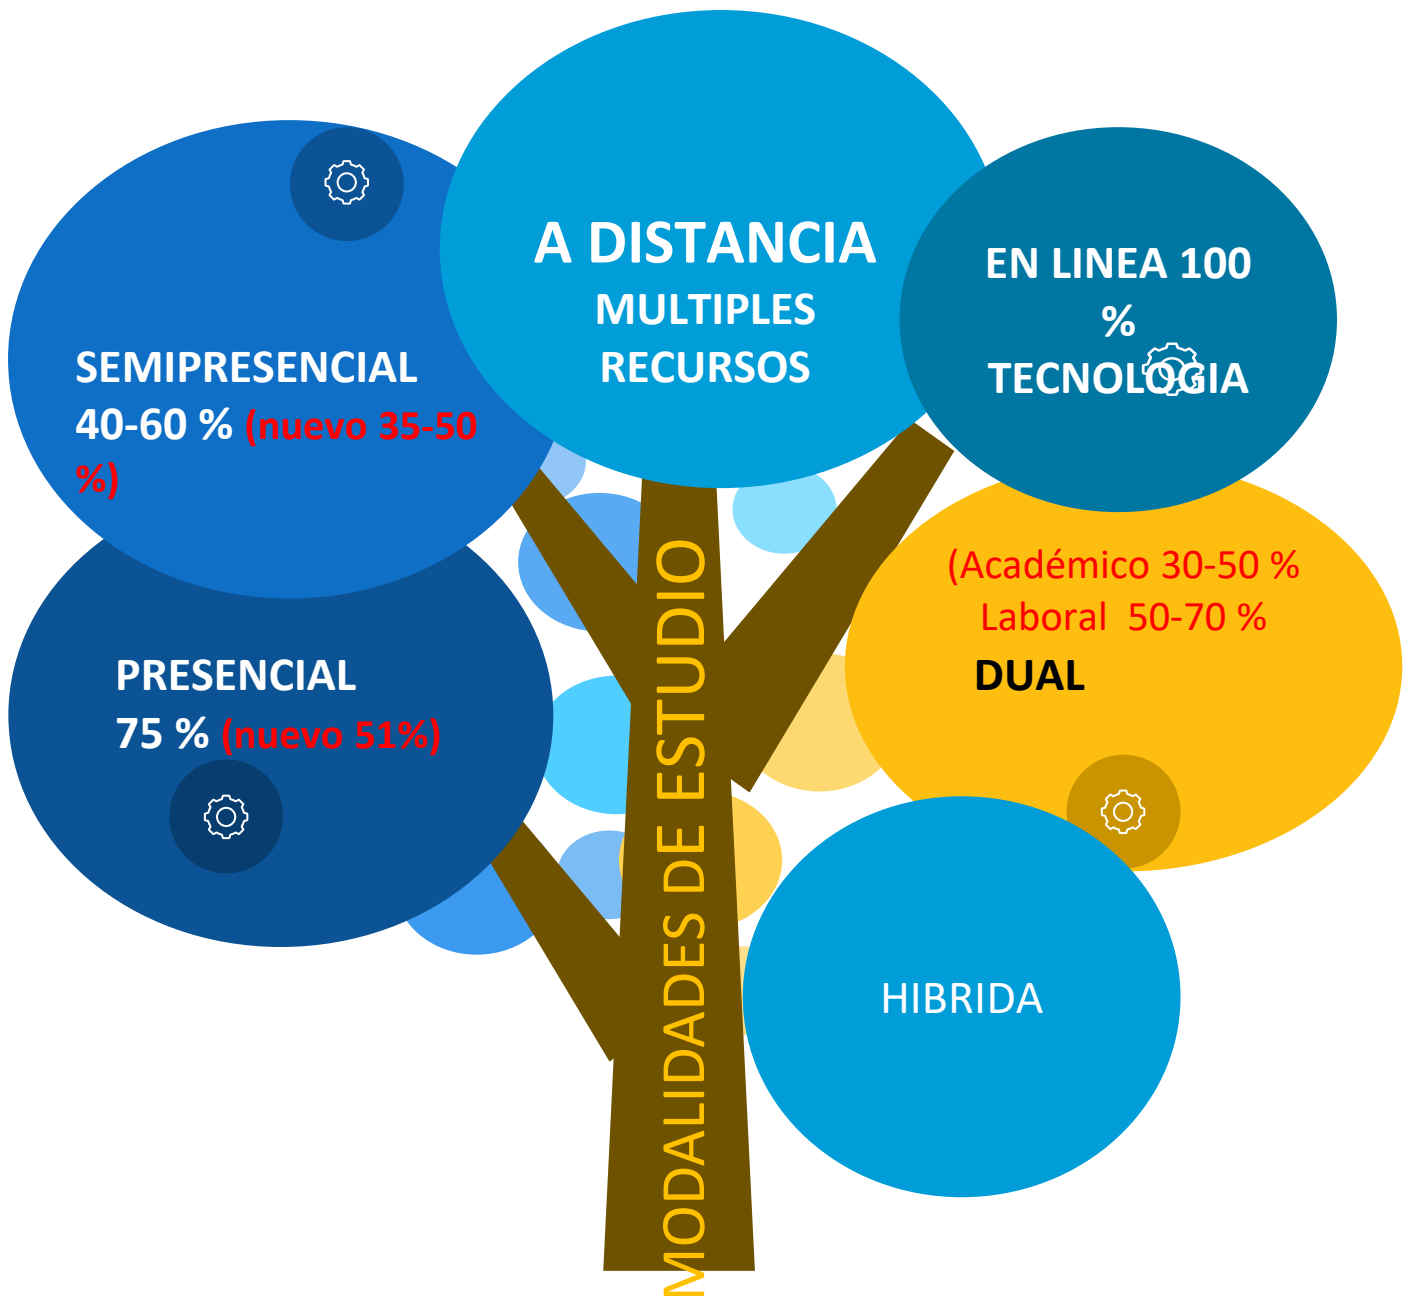 A DISTANCIA
MULTIPLES
RECURSOS
EN LINEA 100
%
TECNOLOGIA
SEMIPRESENCIAL
40-60 % (nuevo 35-50
%)
(Académico 30-50 %
Laboral 50-70 %
DUAL
PRESENCIAL
75 % (nuevo 51%)
HIBRIDA
MODALIDADES DE ESTUDIO